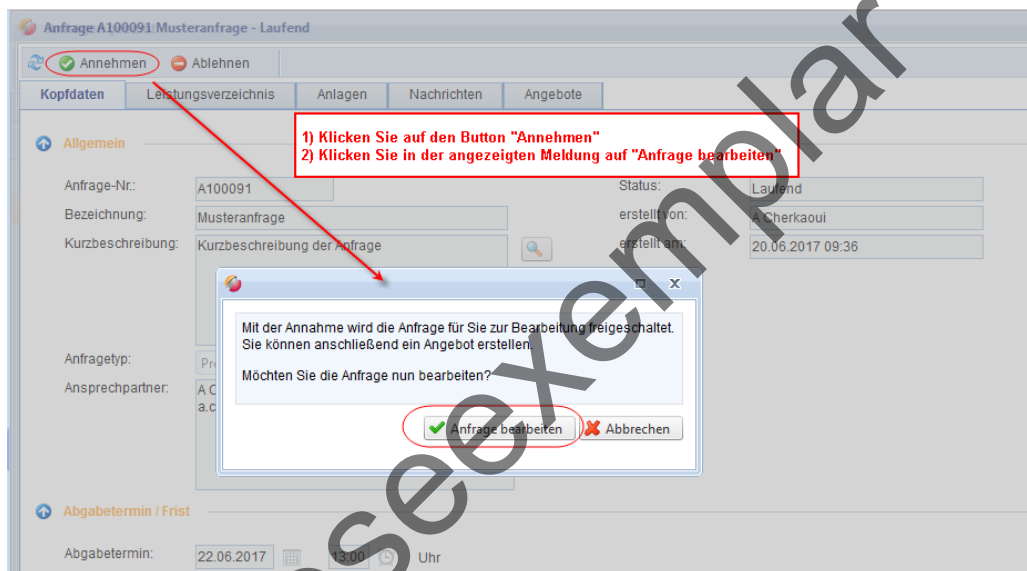 Anfrage A100091 Musteranfrage - Laufend
Annehmen Ablehnen
Kopfdaten Leistungsverzeichnis Anlagen Nachrichten Angebote
1) Klicken Sie auf den Button "Annehmen"
2) Klicken Sie in der angezeigten Meldung auf "Anfrage bearbeiten"
Allgemein
Anfrage-Nr.: A100091 Status: Laufend
Bezeichnung: Musteranfrage erstellt von: A Cherkaoui
Kurzbeschreibung: Kurzbeschreibung der Anfrage erstellt am: 20.06.2017 09:36
Mit der Annahme wird die Anfrage für Sie zur Bearbeitung freigeschaltet.
Sie können anschließend ein Angebot erstellen.
Möchten Sie die Anfrage nun bearbeiten?
Anfrage bearbeiten Abbrechen
Anfragetyp:
Ansprechpartner: A C
a.c
Abgabetermin / Frist
Abgabetermin: 22.06.2017 13:00 Uhr
seexemplar